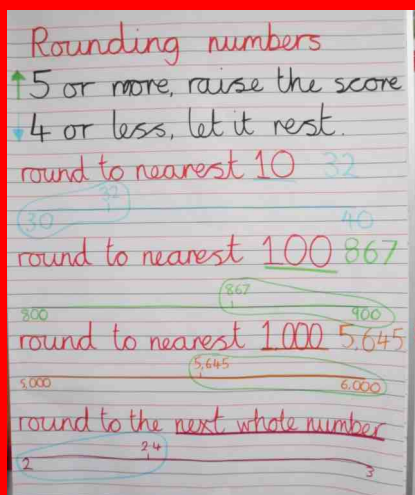 Rounding numbers
↑5 or more, raise the score
↓4 or less, let it rest.
round to nearest 10 32
32
30 40
round to nearest 100 867
867
800 900
round to nearest 1.000 5,645
5,645
5,000 6.000
round to the next whole number
2.4
2 3